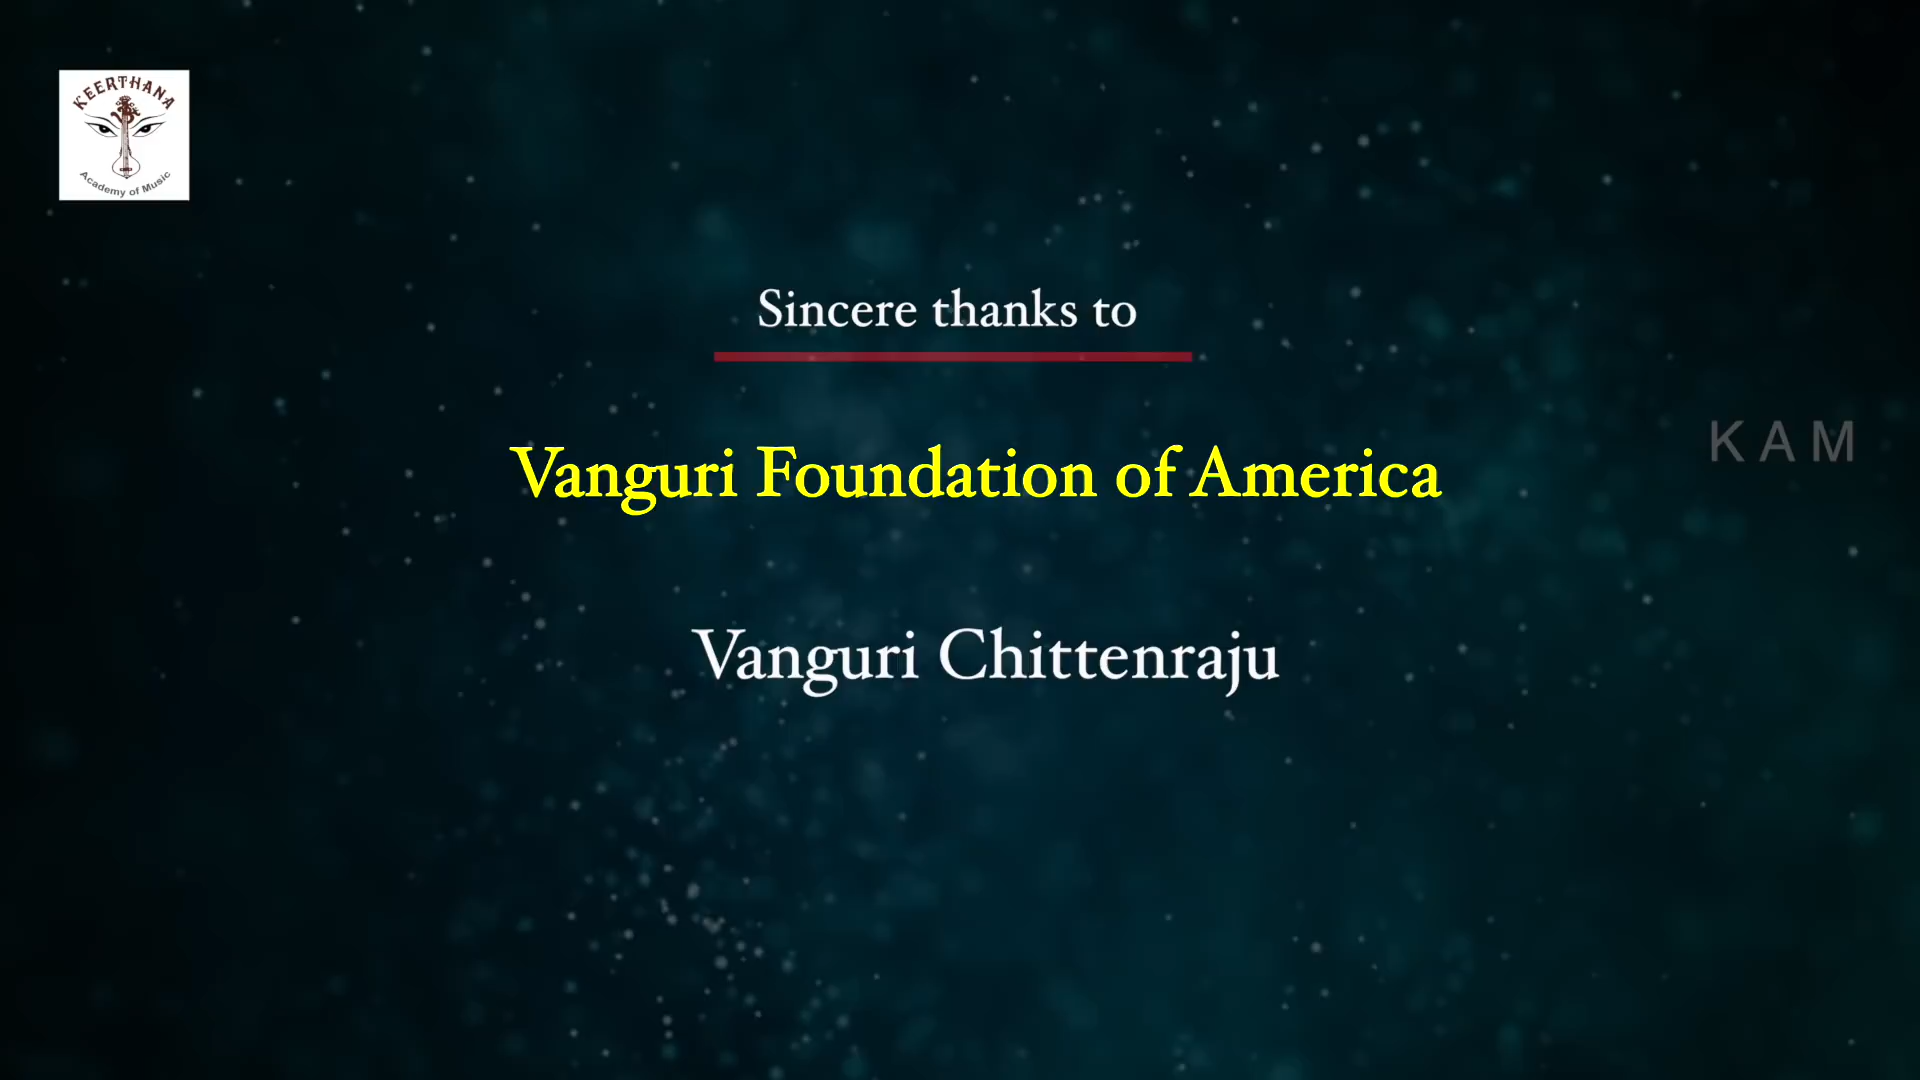 KEERTHANA
Academy of Music
Sincere thanks to
Vanguri Foundation of America
KAM
Vanguri Chittenraju